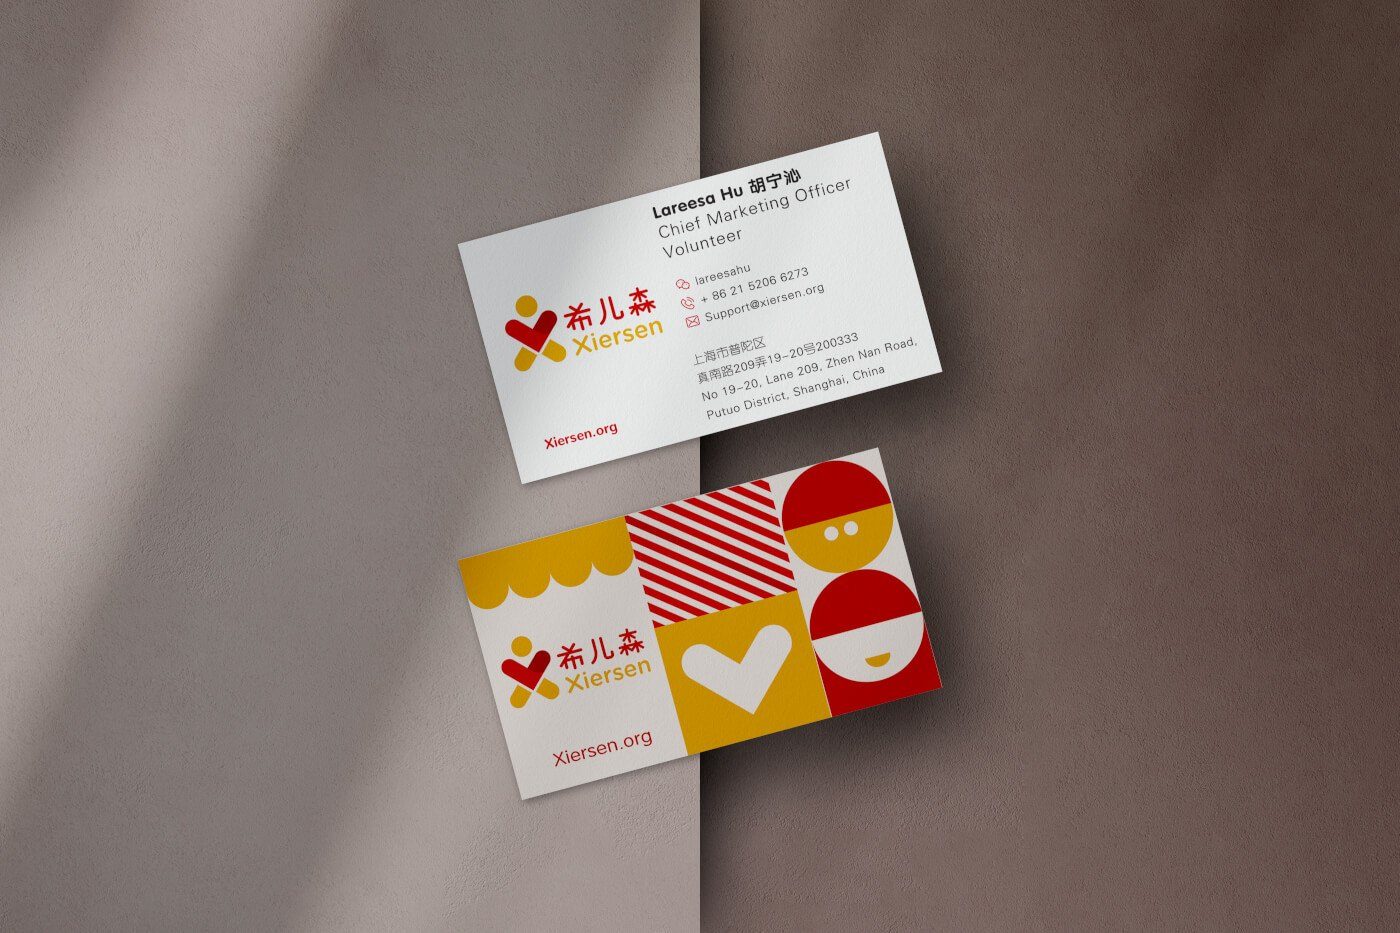 Lareesa Hu 胡宁沁
Chief Marketing Officer
Volunteer
lareesahu
+ 86 21 5206 6273
Support@xiersen.org
希儿森
Xiersen
上海市普陀区
真南路209弄19-20号200333
No 19-20, Lane 209, Zhen Nan Road,
Putuo District, Shanghai, China
Xiersen.org
希儿森
Xiersen
Xiersen.org